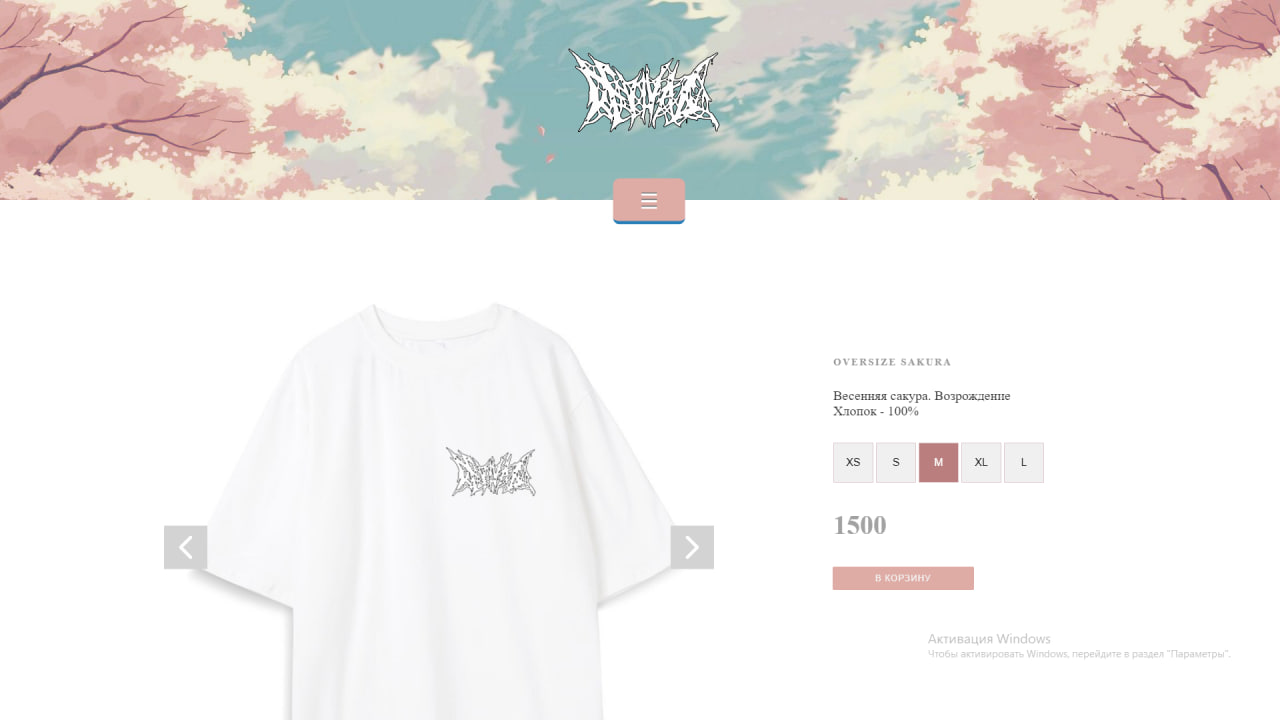 OVERSIZE SAKURA
Весенняя сакура. Возрождение
Хлопок - 100%
XS S M XL L
1500
В КОРЗИНУ
Активация Windows
Чтобы активировать Windows, перейдите в раздел "Параметры".